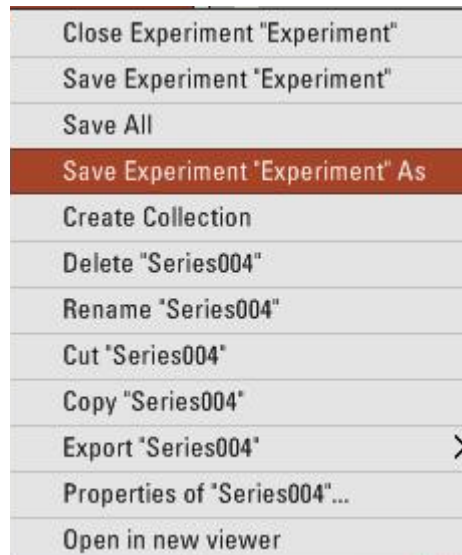 Close Experiment "Experiment"
Save Experiment "Experiment"
Save All
Save Experiment "Experiment" As
Create Collection
Delete "Series004"
Rename "Series004"
Cut "Series004"
Copy "Series004"
Export "Series004"
Properties of "Series004"...
Open in new viewer